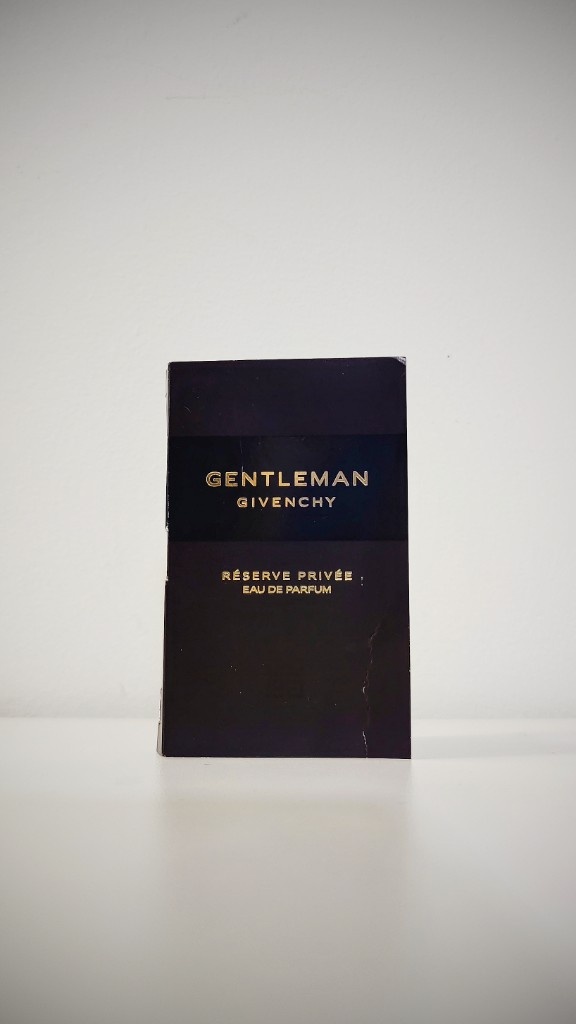 GENTLEMAN
GIVENCHY
RÉSERVE PRIVÉE
EAU DE PARFUM